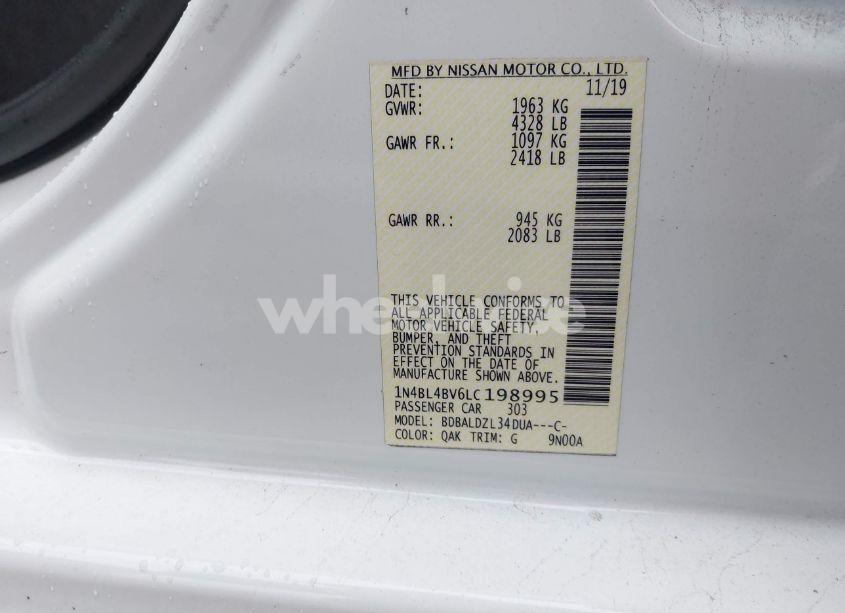 MFD BY NISSAN MOTOR CO., LTD.
DATE: 11/19
GVWR: 1963 KG
4328 LB
GAWR FR.: 1097 KG
2418 LB
GAWR RR.: 945 KG
2083 LB
THIS VEHICLE CONFORMS TO
ALL APPLICABLE FEDERAL
MOTOR VEHICLE SAFETY,
BUMPER, AND THEFT
PREVENTION STANDARDS IN
EFFECT ON THE DATE OF
MANUFACTURE SHOWN ABOVE.
1N4BL4BV6LC198995
PASSENGER CAR 303
MODEL: BDBALDZL34DUA---C-
COLOR: QAK TRIM: G 9N00A